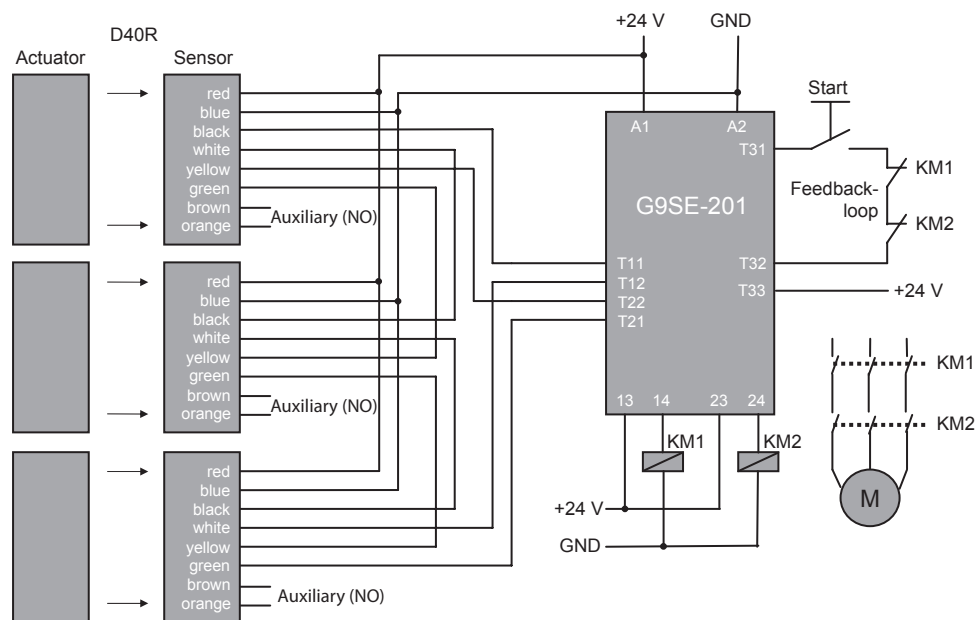 D40R
Actuator
Sensor
red
blue
black
white
yellow
green
brown
orange
Auxiliary (NO)
red
blue
black
white
yellow
green
brown
orange
Auxiliary (NO)
red
blue
black
white
yellow
green
brown
orange
Auxiliary (NO)
+24 V
GND
A1
A2
T31
G9SE-201
T11
T12
T22
T21
T32
T33
13
14
23
24
Start
KM1
Feedback-
loop
KM2
+24 V
KM1
KM2
+24 V
GND
KM1
KM2
M